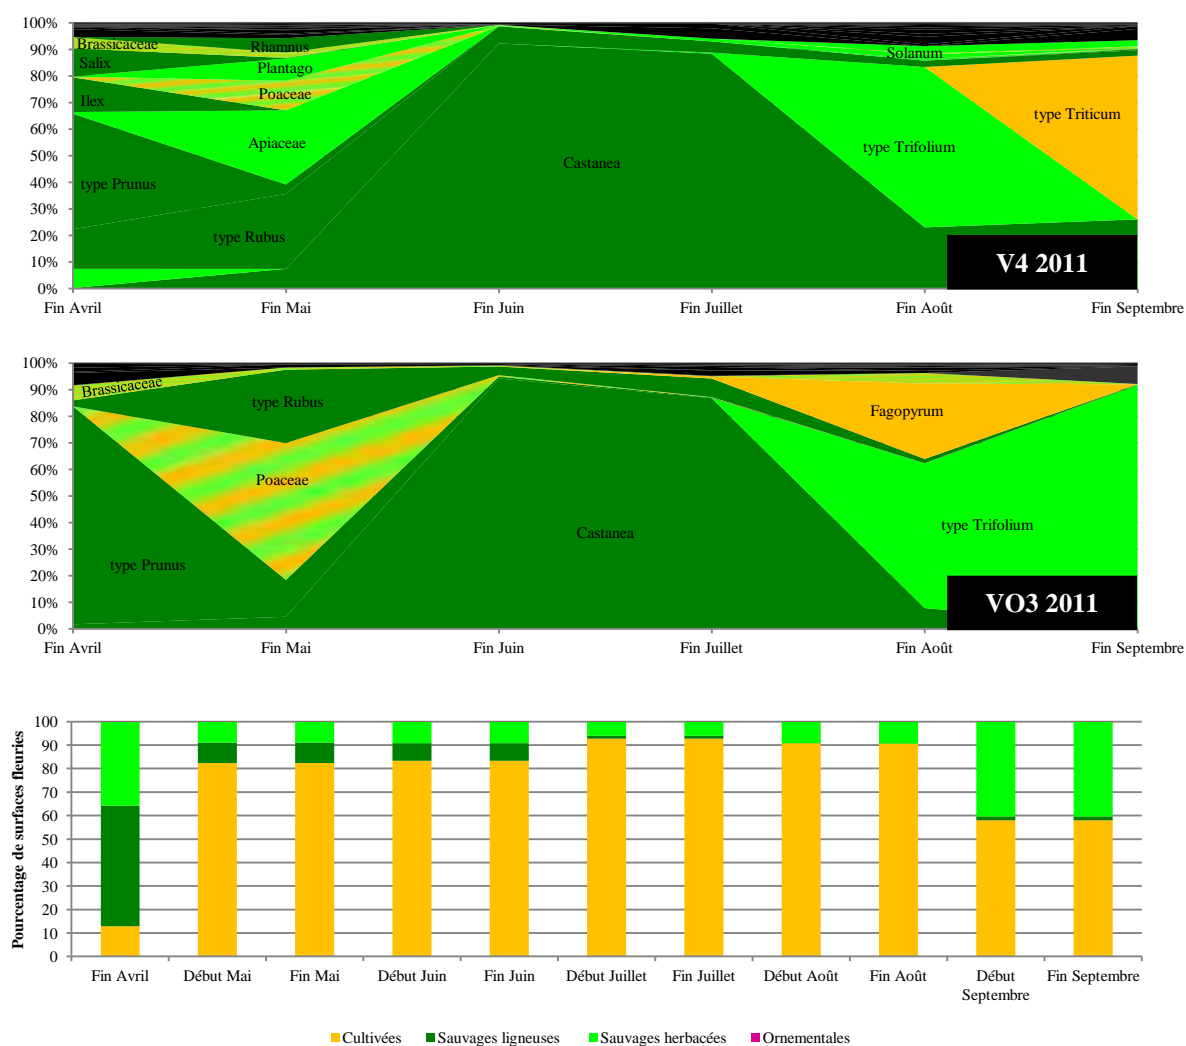 100%
90%
80%
70%
60%
50%
40%
30%
20%
10%
0%
Brassicaceae
Salix
Ilex
type Prunus
Rhamnus
Plantago
Poaceae
Apiaceae
type Rubus
Castanea
Solanum
type Trifolium
type Triticum
V4 2011
Fin Avril Fin Mai Fin Juin Fin Juillet Fin Août Fin Septembre
100%
90%
80%
70%
60%
50%
40%
30%
20%
10%
0%
Brassicaceae
type Rubus
Poaceae
type Prunus
Castanea
Fagopyrum
type Trifolium
VO3 2011
Fin Avril Fin Mai Fin Juin Fin Juillet Fin Août Fin Septembre
Pourcentage de surfaces fleuries
100
90
80
70
60
50
40
30
20
10
0
Fin Avril Début Mai Fin Mai Début Juin Fin Juin Début Juillet Fin Juillet Début Août Fin Août Début Septembre Fin Septembre
Cultivées Sauvages ligneuses Sauvages herbacées Ornementales